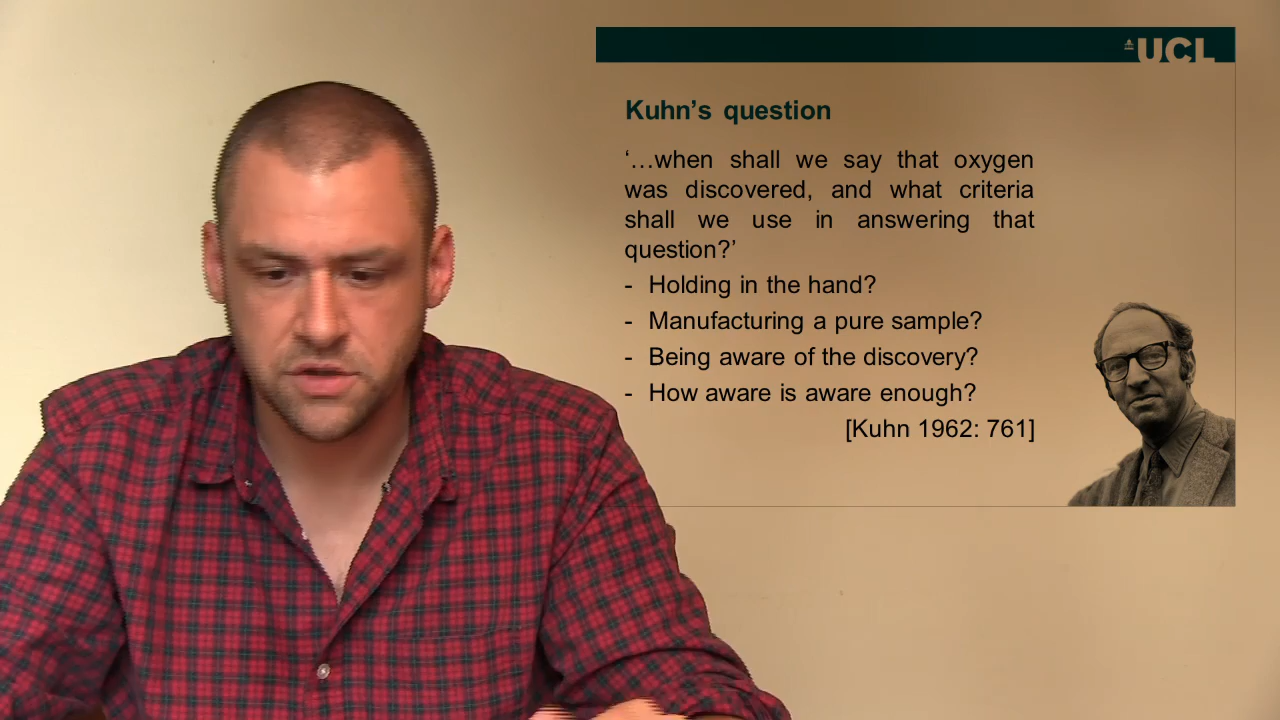 UCL
Kuhn's question
‘…when shall we say that oxygen
was discovered, and what criteria
shall we use in answering that
question?’
- Holding in the hand?
- Manufacturing a pure sample?
- Being aware of the discovery?
- How aware is aware enough?
[Kuhn 1962: 761]